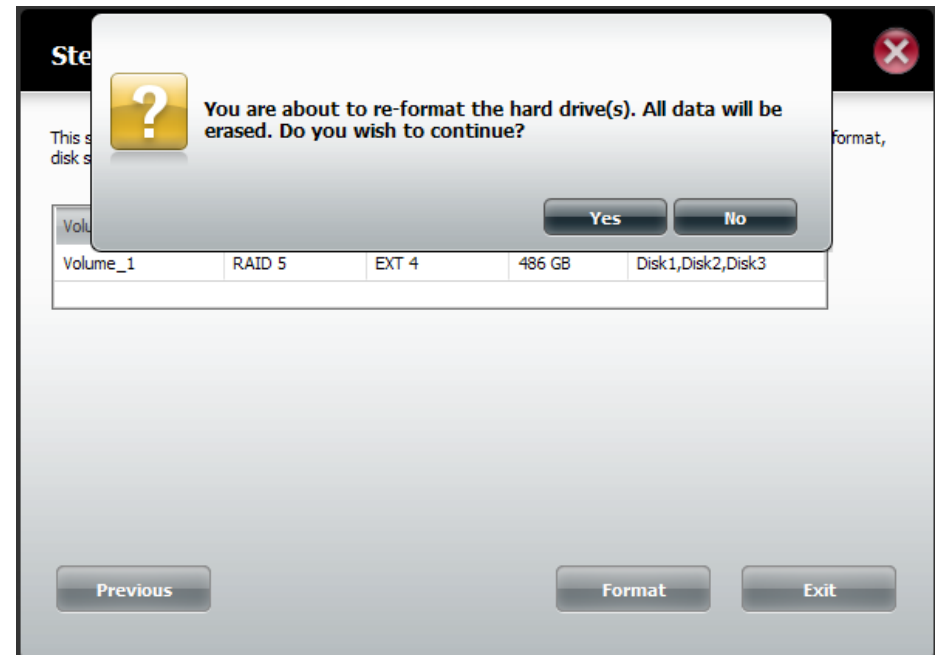 Ste
?
You are about to re-format the hard drive(s). All data will be
erased. Do you wish to continue?
This s
format,
disk s
Yes No
Volu
Volume_1 RAID 5 EXT 4 486 GB Disk1,Disk2,Disk3
Previous Format Exit